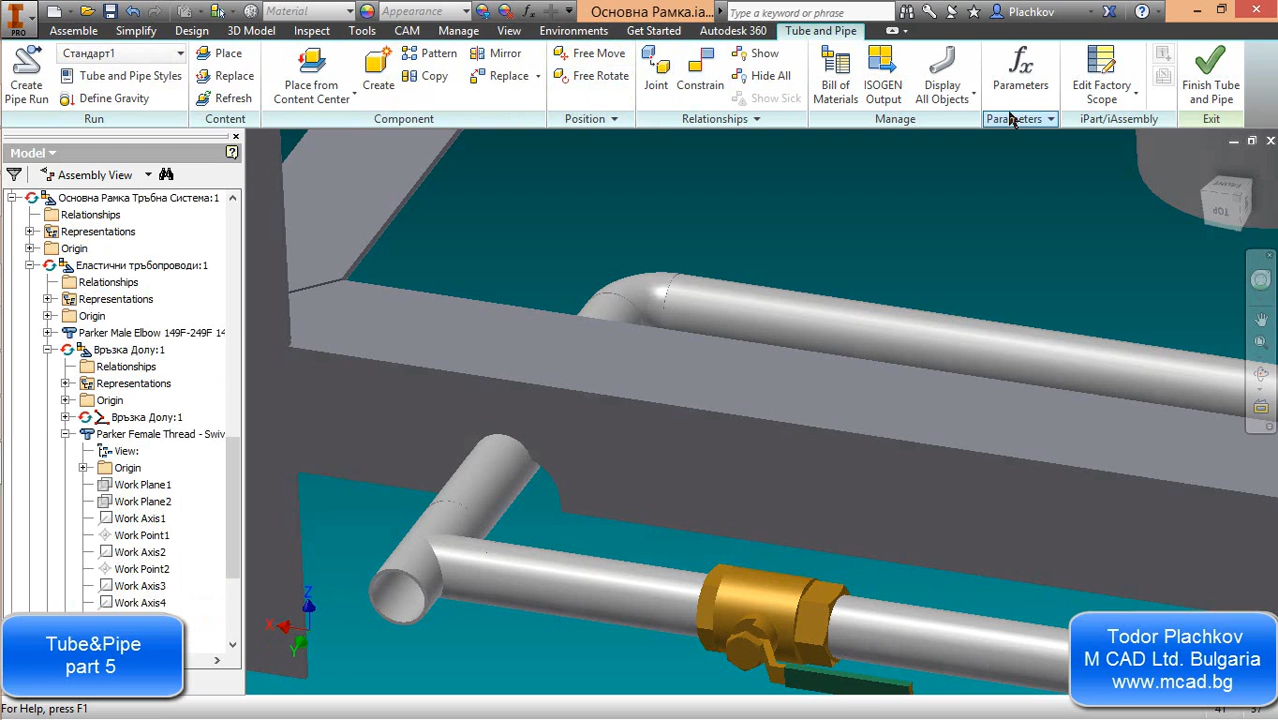 PRO
Material
Appearance
Основна Рамка.ia...
Type here keyword or phrase
Plachkov
Assemble Design 3D Model Inspect Tools CAM Manage View Environments Get Started Autodesk 360 Tube and Pipe
Create Pipe Run
Стандарт1
Tube and Pipe Styles
Define Gravity
Place
Replace
Refresh
Place from Content Center
Create
Pattern
Copy
Mirror
Replace
Free Move
Free Rotate
Joint
Constrain
Show
Hide All
Show Sick
Bill of Materials
ISOGEN Output
Display All Objects
Parameters
Edit Factory Scope
Finish Tube and Pipe
Run Content Component Position Relationships Manage Parameters iPart/iAssembly Exit
Model
Assembly View
Основна Рамка Тръбна Система:1
Relationships
Representations
Origin
Еластични тръбопроводи:1
Relationships
Representations
Origin
Parker Male Elbow 149F-249F 14
Връзка Долу:1
Relationships
Representations
Origin
Връзка Долу:1
Parker Female Thread - Swiv
View:
Origin
Work Plane1
Work Plane2
Work Axis1
Work Point1
Work Axis2
Work Point2
Work Axis3
Work Axis4
FRONT
TOP
Z
X
Y
Tube&Pipe
part 5
Todor Plachkov
M CAD Ltd. Bulgaria
www.mcad.bg
For Help, press F1